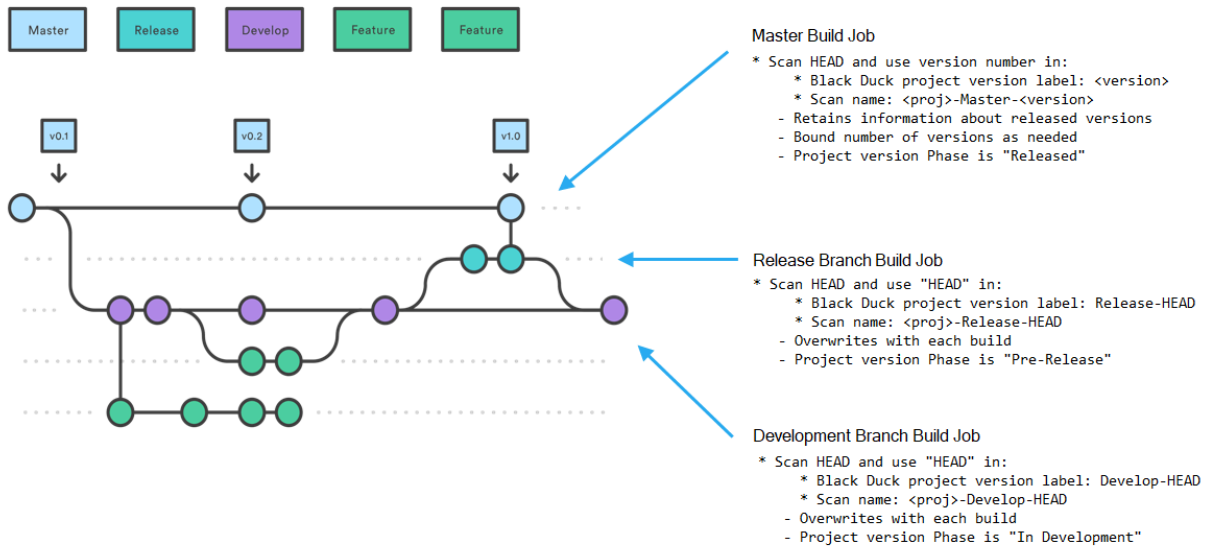 Master
Release
Develop
Feature
Feature
v0.1
v0.2
v1.0
Master Build Job
* Scan HEAD and use version number in:
* Black Duck project version label: <version>
* Scan name: <proj>-Master-<version>
- Retains information about released versions
- Bound number of versions as needed
- Project version Phase is "Released"
Release Branch Build Job
* Scan HEAD and use "HEAD" in:
* Black Duck project version label: Release-HEAD
* Scan name: <proj>-Release-HEAD
- Overwrites with each build
- Project version Phase is "Pre-Release"
Development Branch Build Job
* Scan HEAD and use "HEAD" in:
* Black Duck project version label: Develop-HEAD
* Scan name: <proj>-Develop-HEAD
- Overwrites with each build
- Project version Phase is "In Development"